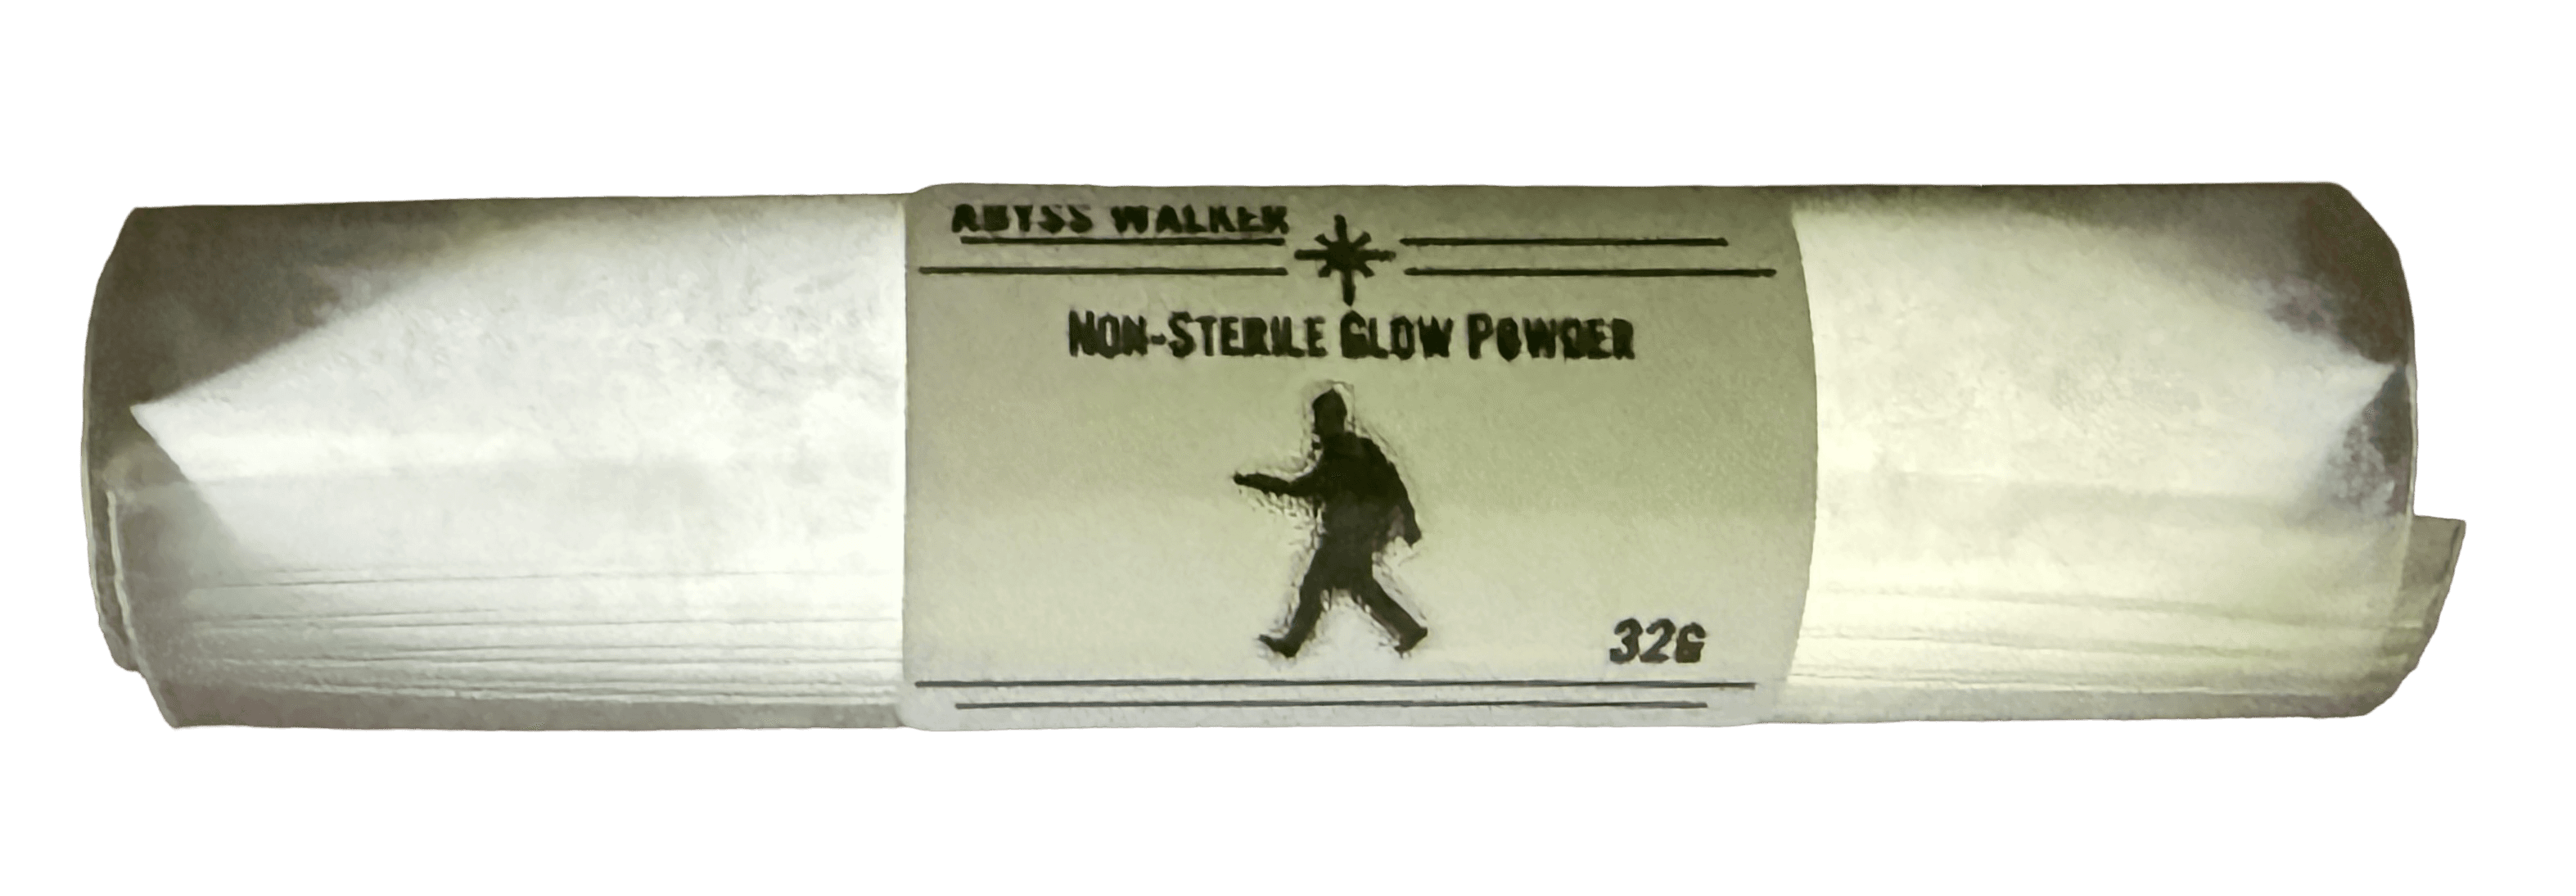 ABYSS WALKER
NON-STERILE GLOW POWDER
32G